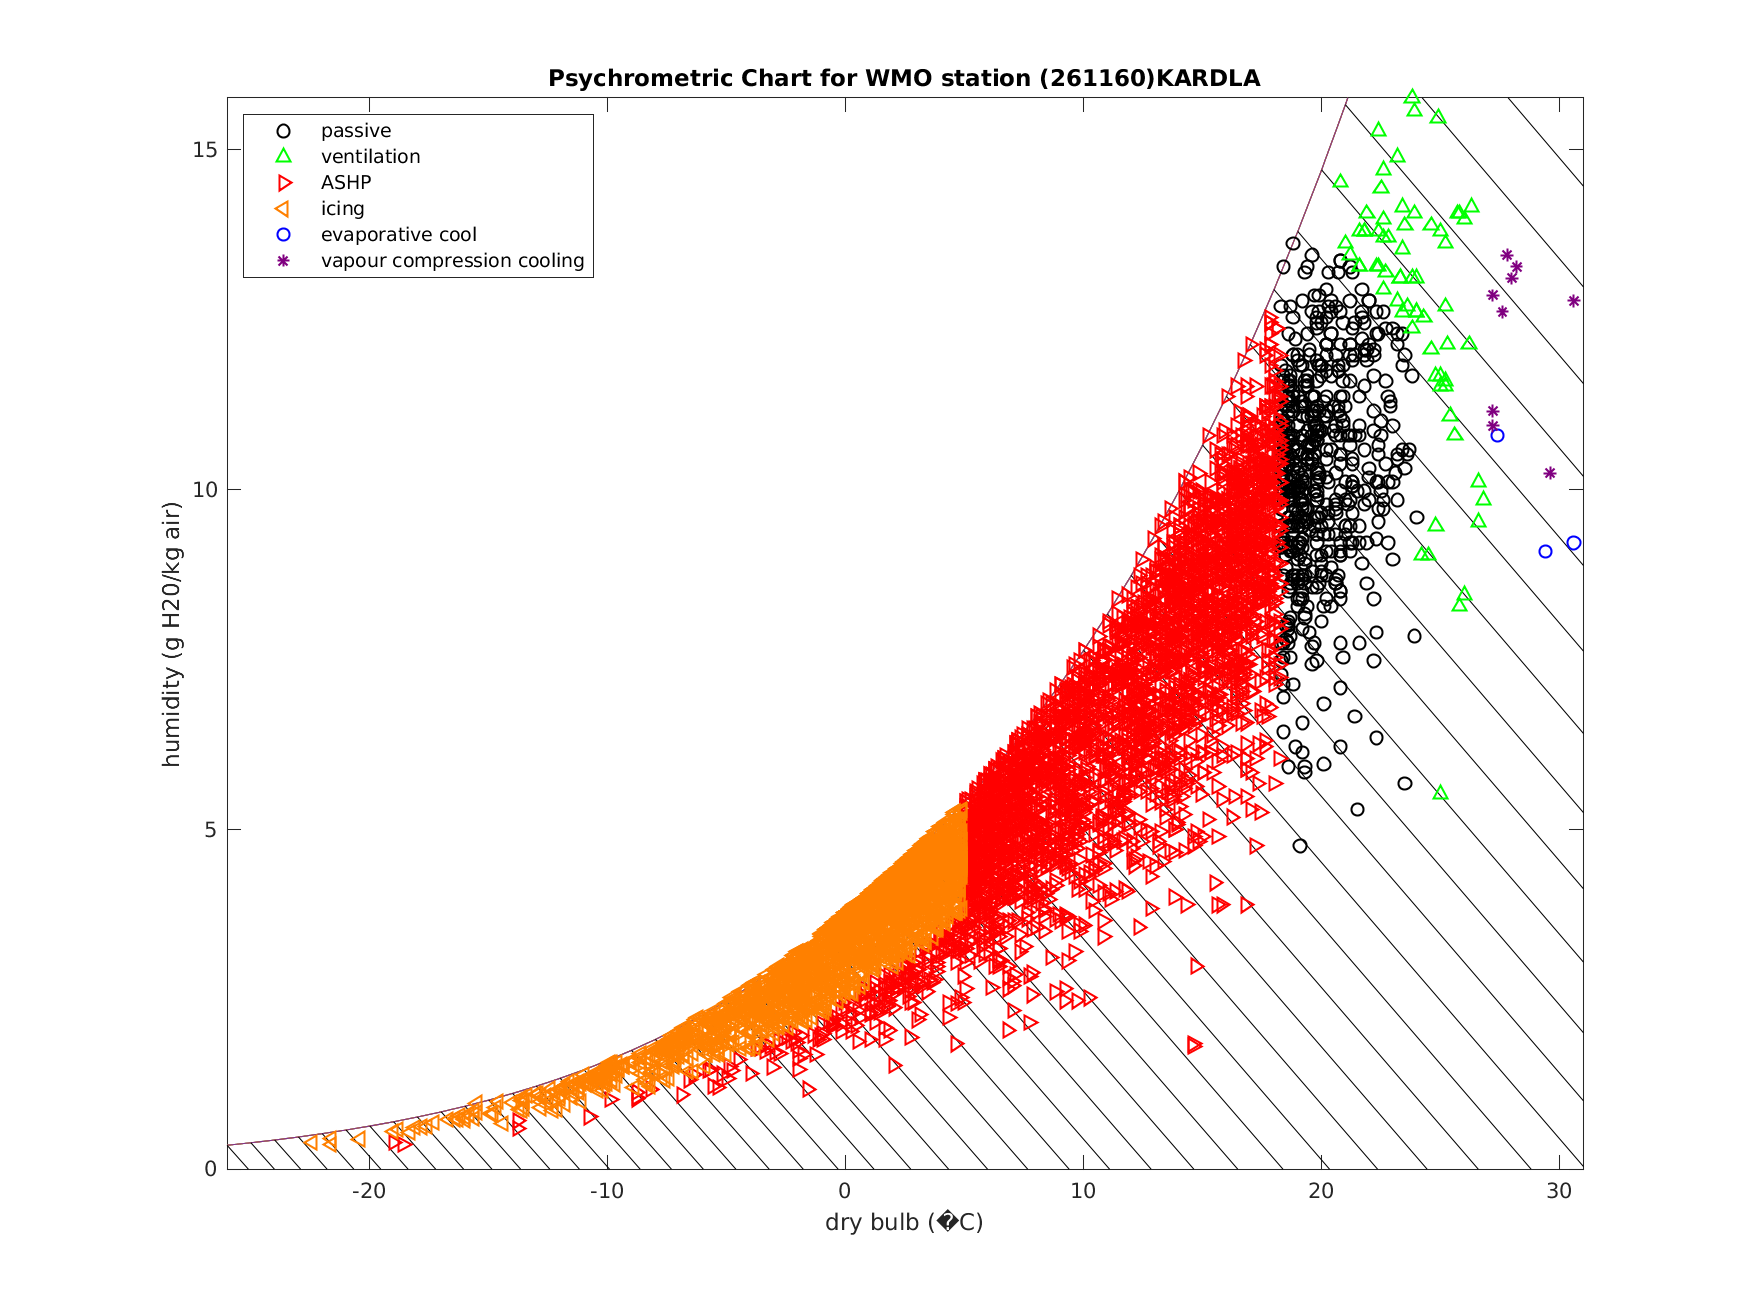 Psychrometric Chart for WMO station (261160)KARDLA
passive
ventilation
ASHP
icing
evaporative cool
vapour compression cooling
humidity (g H20/kg air)
15
10
5
0
-20
-10
0
10
20
30
dry bulb (�C)